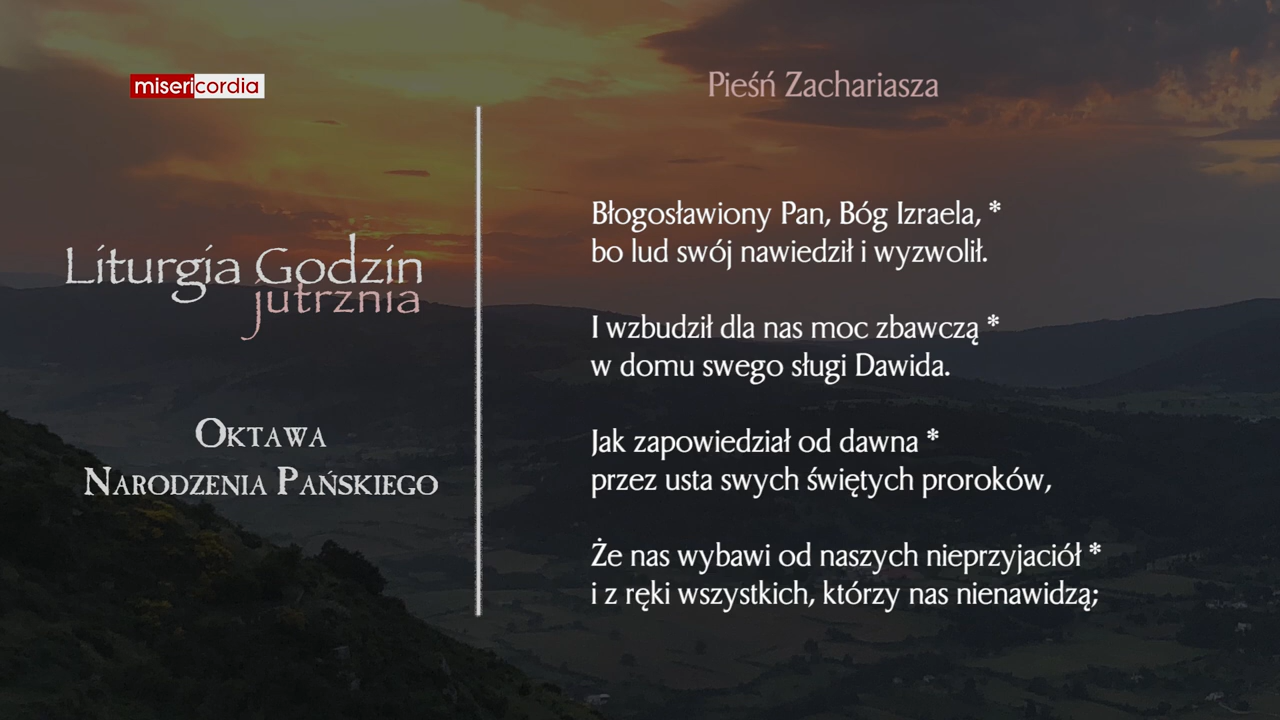 misericordia
Liturgia Godzin
jutrznia
Oktawa
Narodzenia Pańskiego
Pieśń Zachariasza
Błogosławiony Pan, Bóg Izraela, *
bo lud swój nawiedził i wyzwolił.
I wzbudził dla nas moc zbawczą *
w domu swego sługi Dawida.
Jak zapowiedział od dawna *
przez usta swych świętych proroków,
Że nas wybawi od naszych nieprzyjaciół *
i z ręki wszystkich, którzy nas nienawidzą;